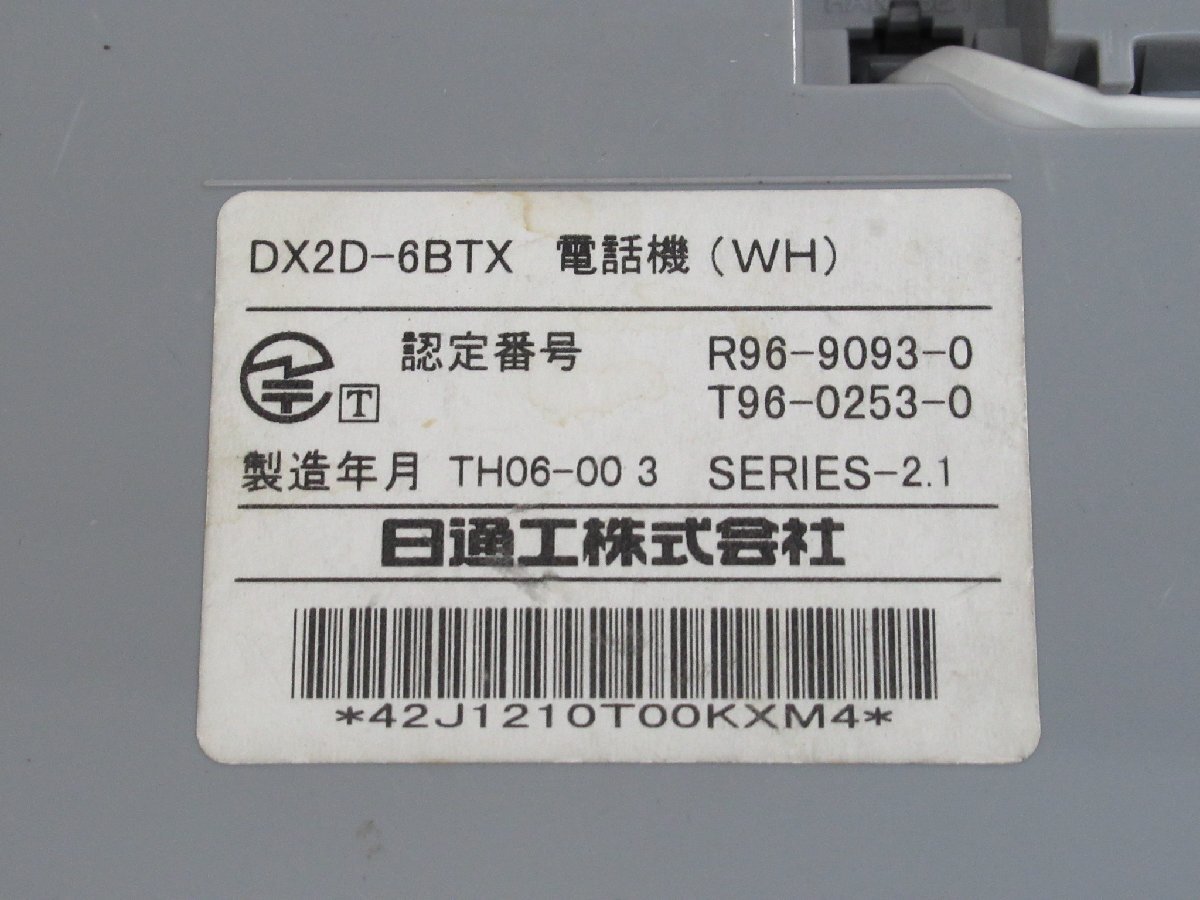 HANDSET
DX2D-6BTX 電話機 (WH)
認定番号 R96-9093-0
T T96-0253-0
製造年月 TH06-00 3 SERIES-2.1
日通工株式会社
*42J1210T00KXM4*